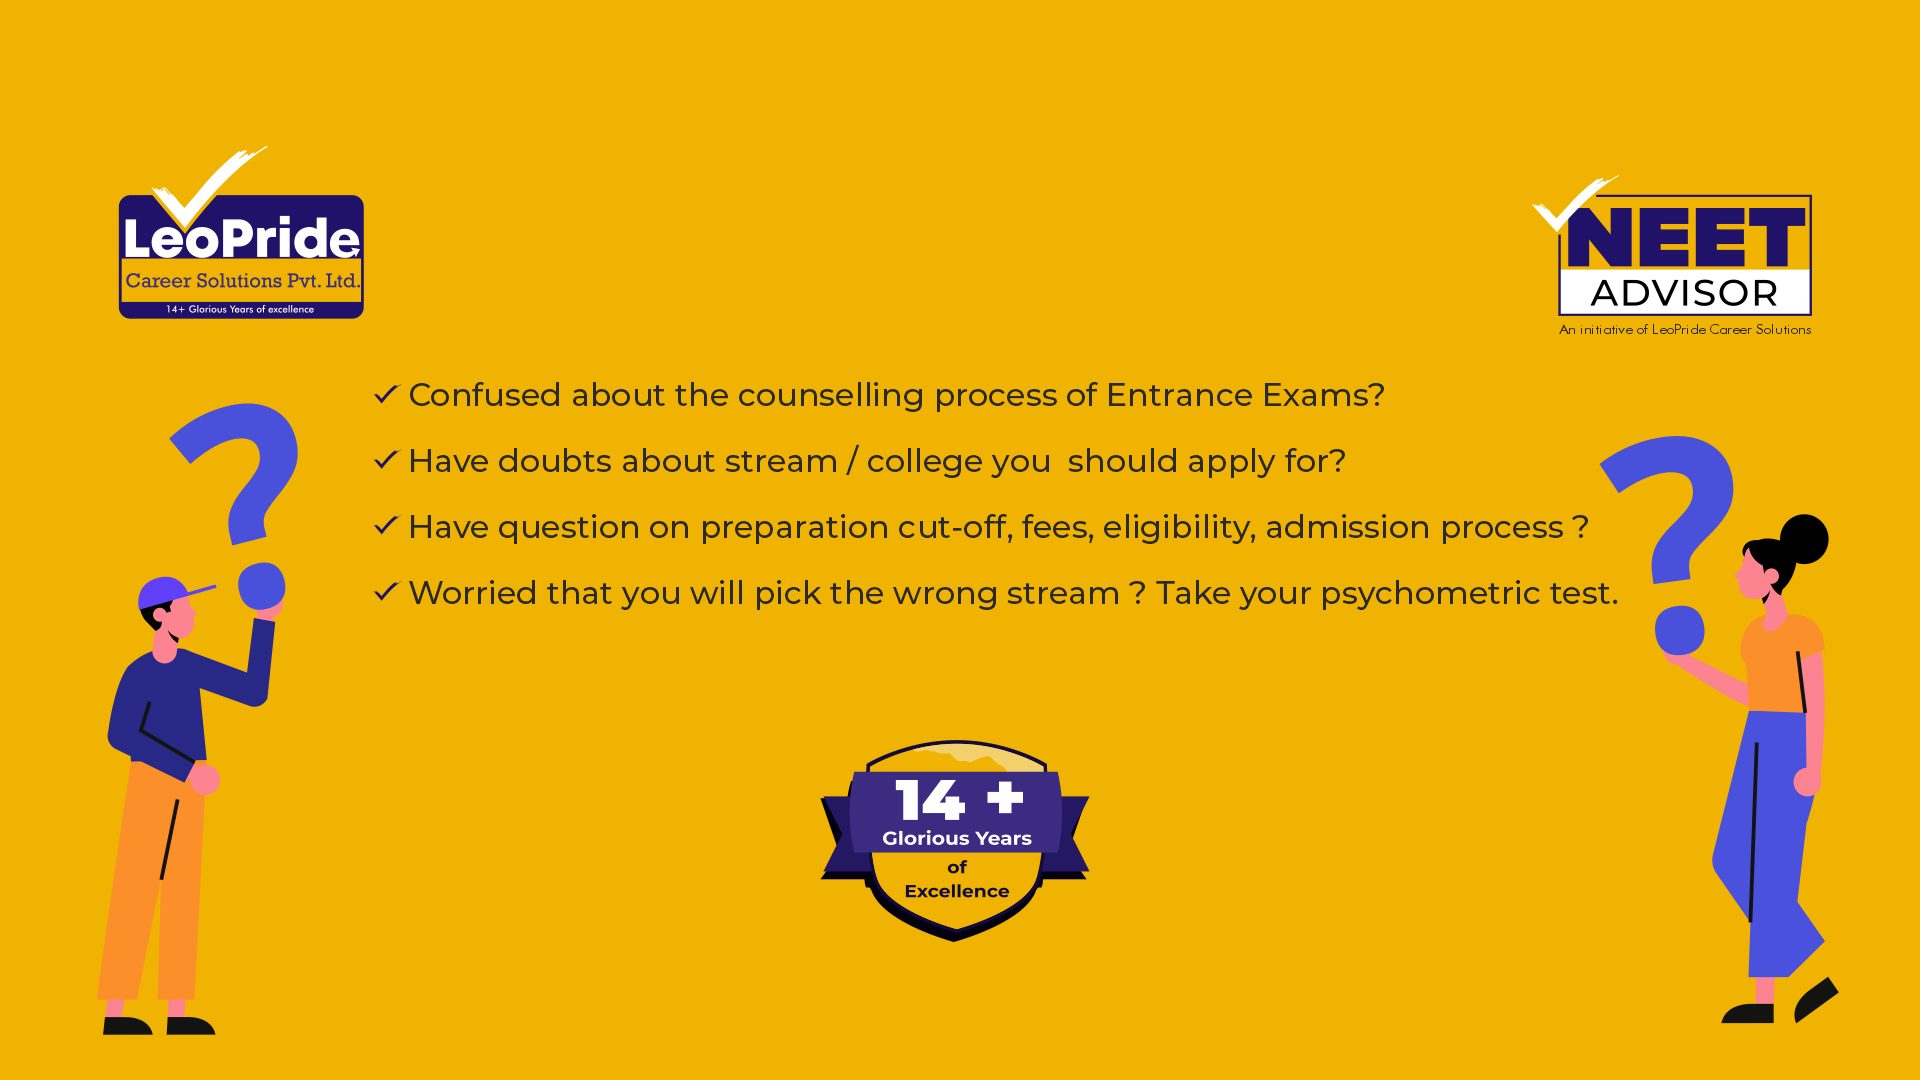 LeoPride
Career Solutions Pvt. Ltd.
14+ Glorious Years of excellence
NEET
ADVISOR
An initiative of LeoPride Career Solutions
Confused about the counselling process of Entrance Exams?
Have doubts about stream / college you should apply for?
Have question on preparation cut-off, fees, eligibility, admission process ?
Worried that you will pick the wrong stream ? Take your psychometric test.
14 +
Glorious Years
of
Excellence